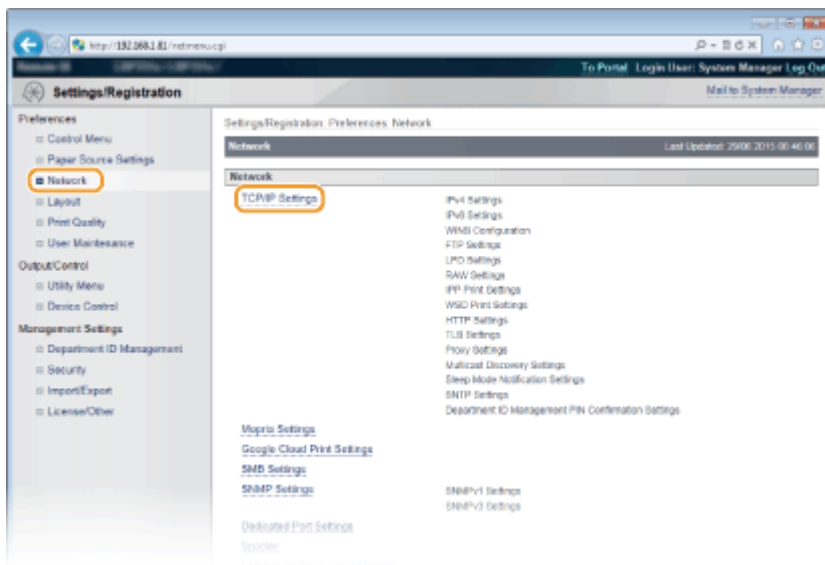 http://192.168.1.81/netmenu.cgi
To Portal Login User: System Manager Log Out
Settings/Registration
Mail to System Manager
Preferences
Control Menu
Paper Source Settings
Network
Layout
Print Quality
User Maintenance
Output/Control
Utility Menu
Device Control
Management Settings
Department ID Management
Security
Import/Export
License/Other
Settings/Registration: Preferences: Network
Network
Last Updated: 29/06 2015 06:46:06
Network
TCP/IP Settings
IPv4 Settings
IPv6 Settings
WINS Configuration
FTP Settings
LPD Settings
RAW Settings
IPP Print Settings
WSD Print Settings
HTTP Settings
TLS Settings
Proxy Settings
Multicast Discovery Settings
Sleep Mode Notification Settings
SNTP Settings
Department ID Management PIN Confirmation Settings
Mopria Settings
Google Cloud Print Settings
SMB Settings
SNMP Settings
SNMPv1 Settings
SNMPv3 Settings
Dedicated Port Settings
Spooler